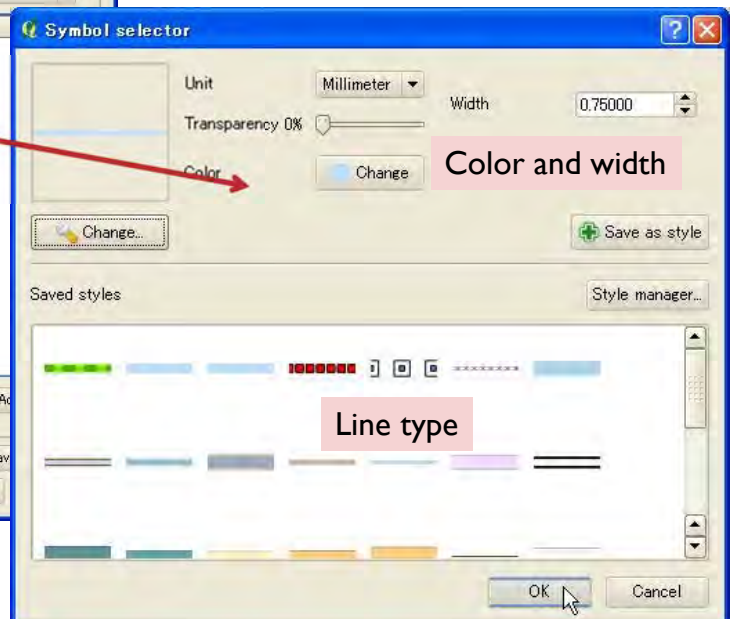 Symbol selector
Unit Millimeter Width 0.75000
Transparency 0%
Color Change Color and width
Change... Save as style
Saved styles Style manager...
Line type
OK Cancel